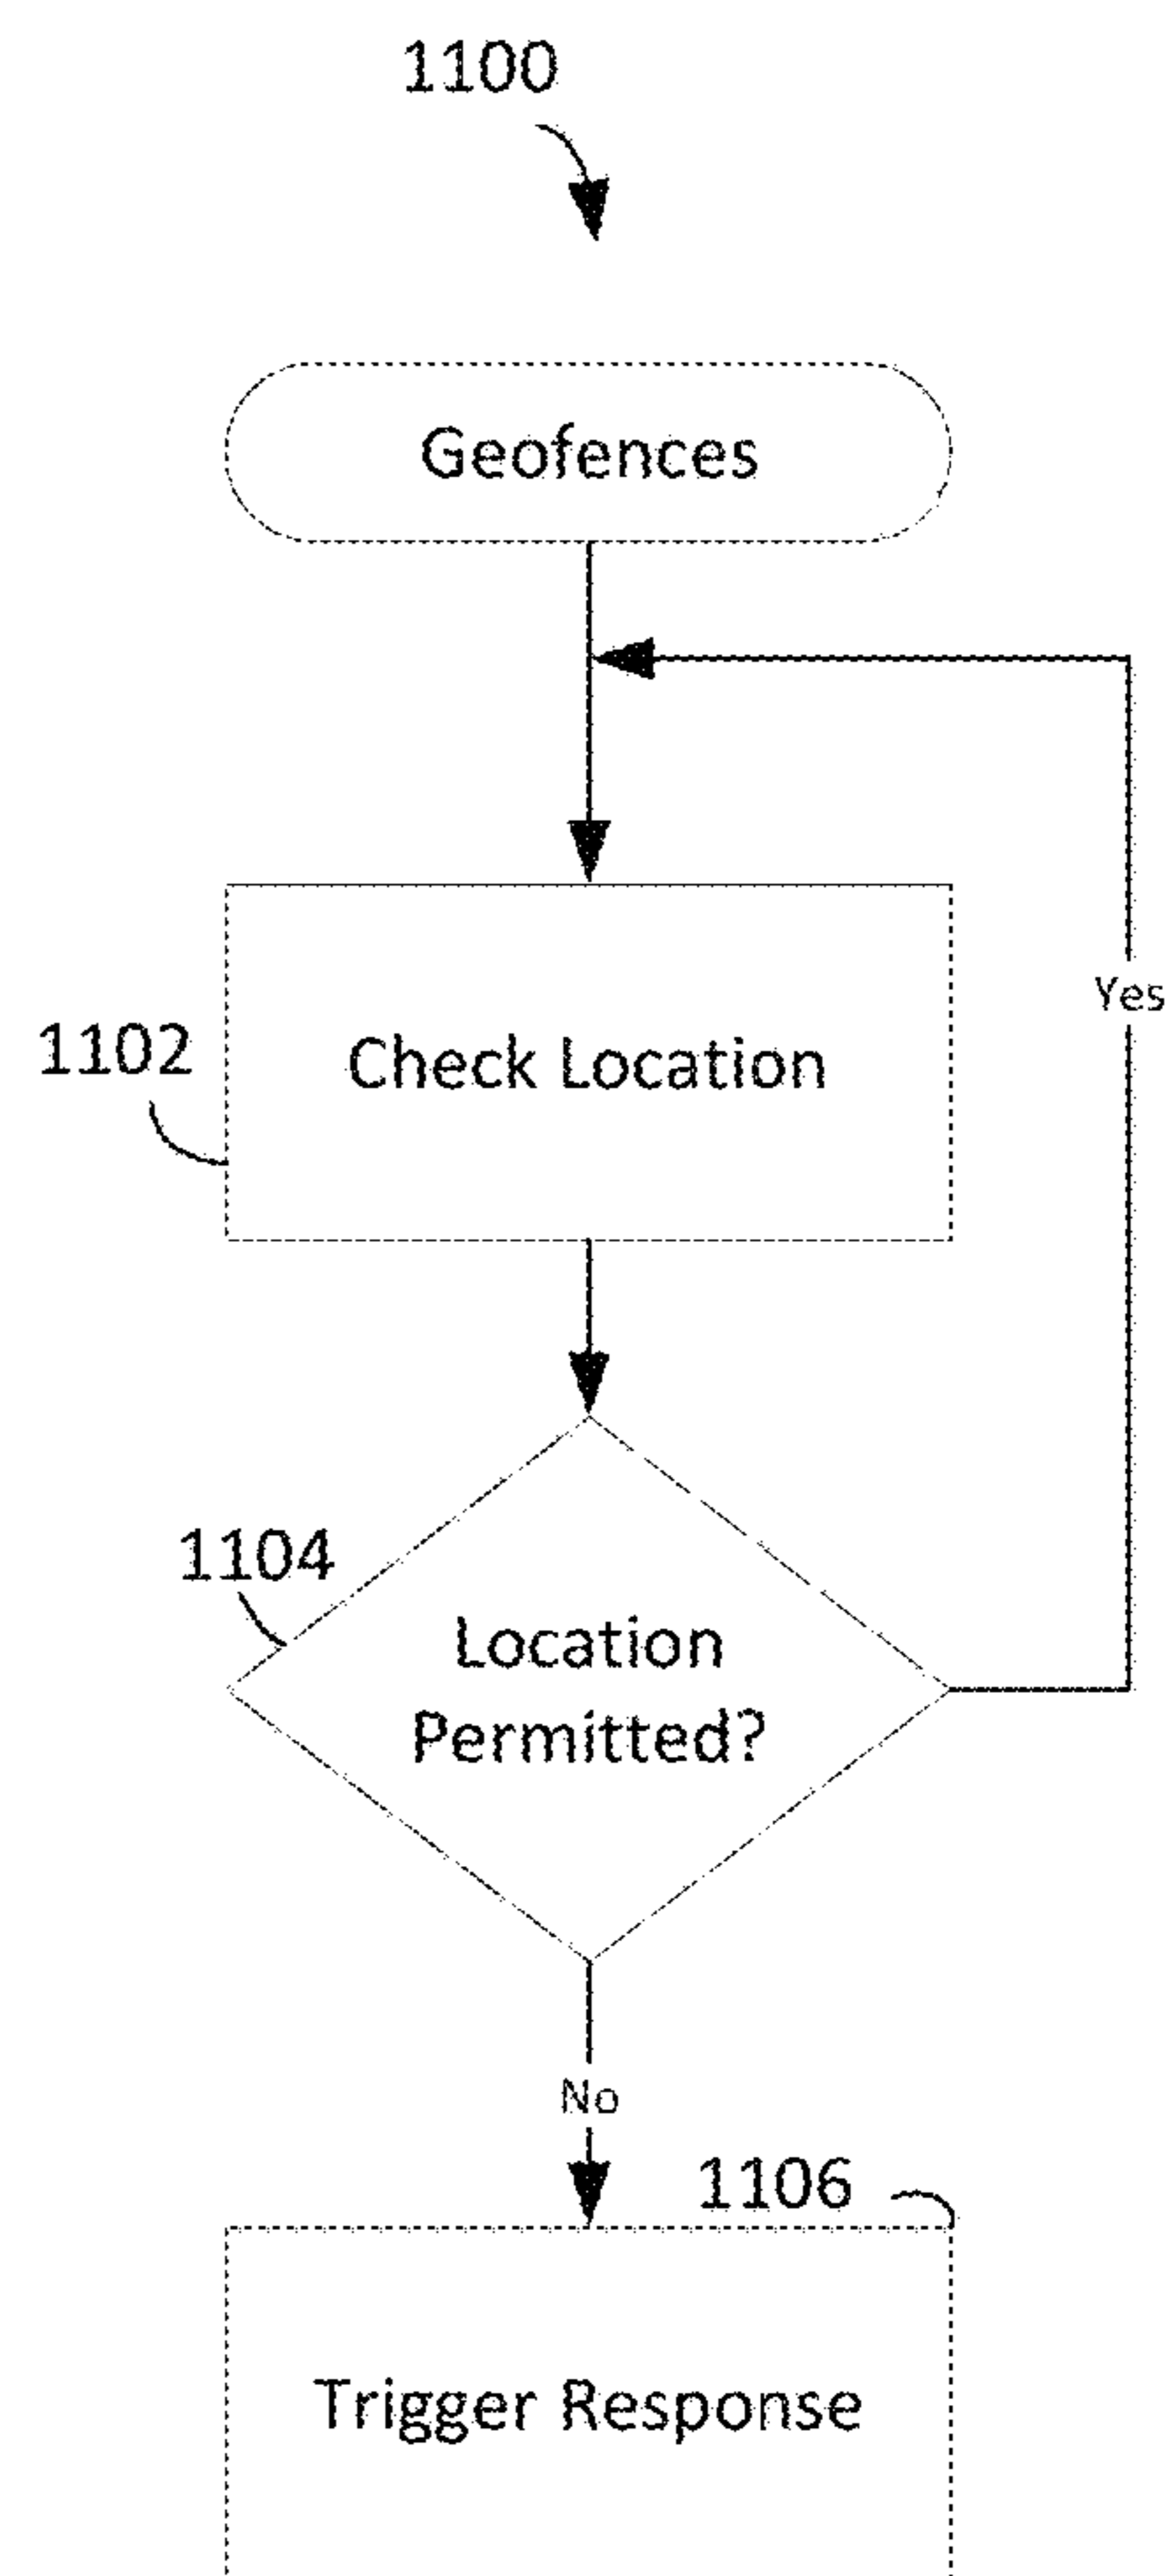 1100
Geofences
Yes
1102
Check Location
1104
Location
Permitted?
No
1106
Trigger Response